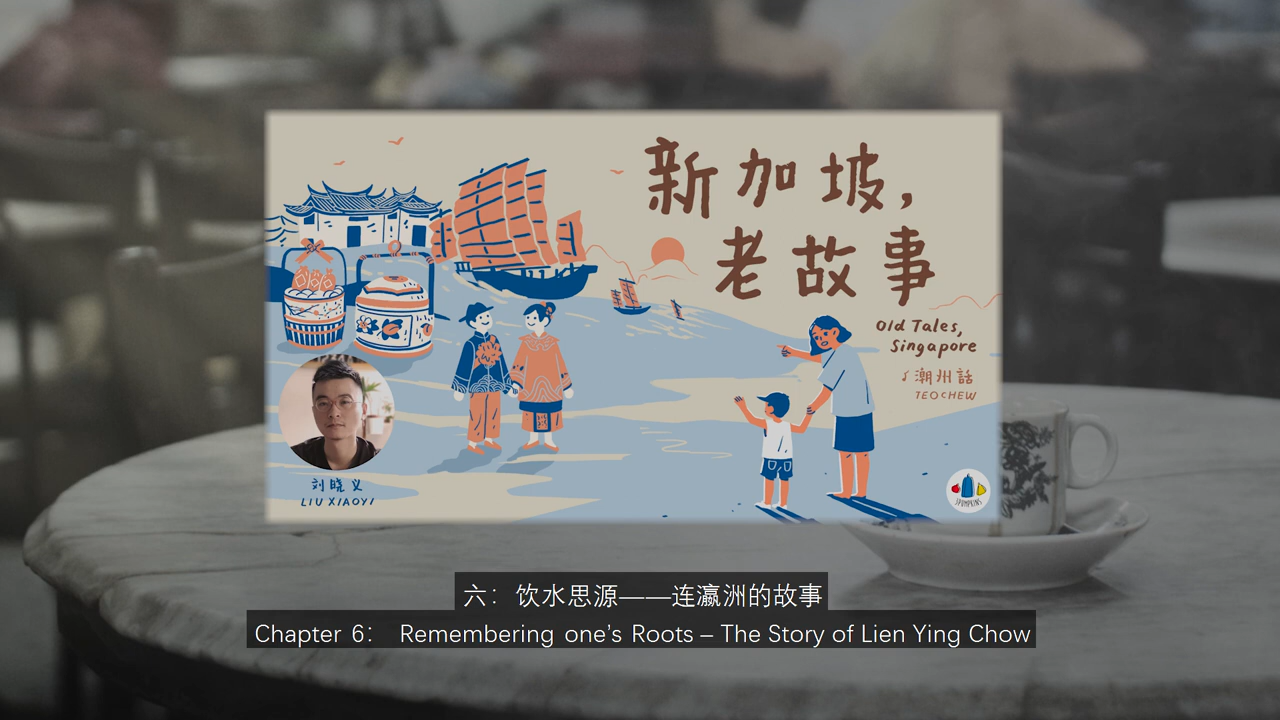 新加坡，
老故事
Old Tales,
Singapore
潮州話
TEOCHEW
刘晓义
LIU XIAOYI
六：饮水思源——连瀛洲的故事
Chapter 6： Remembering one’s Roots – The Story of Lien Ying Chow